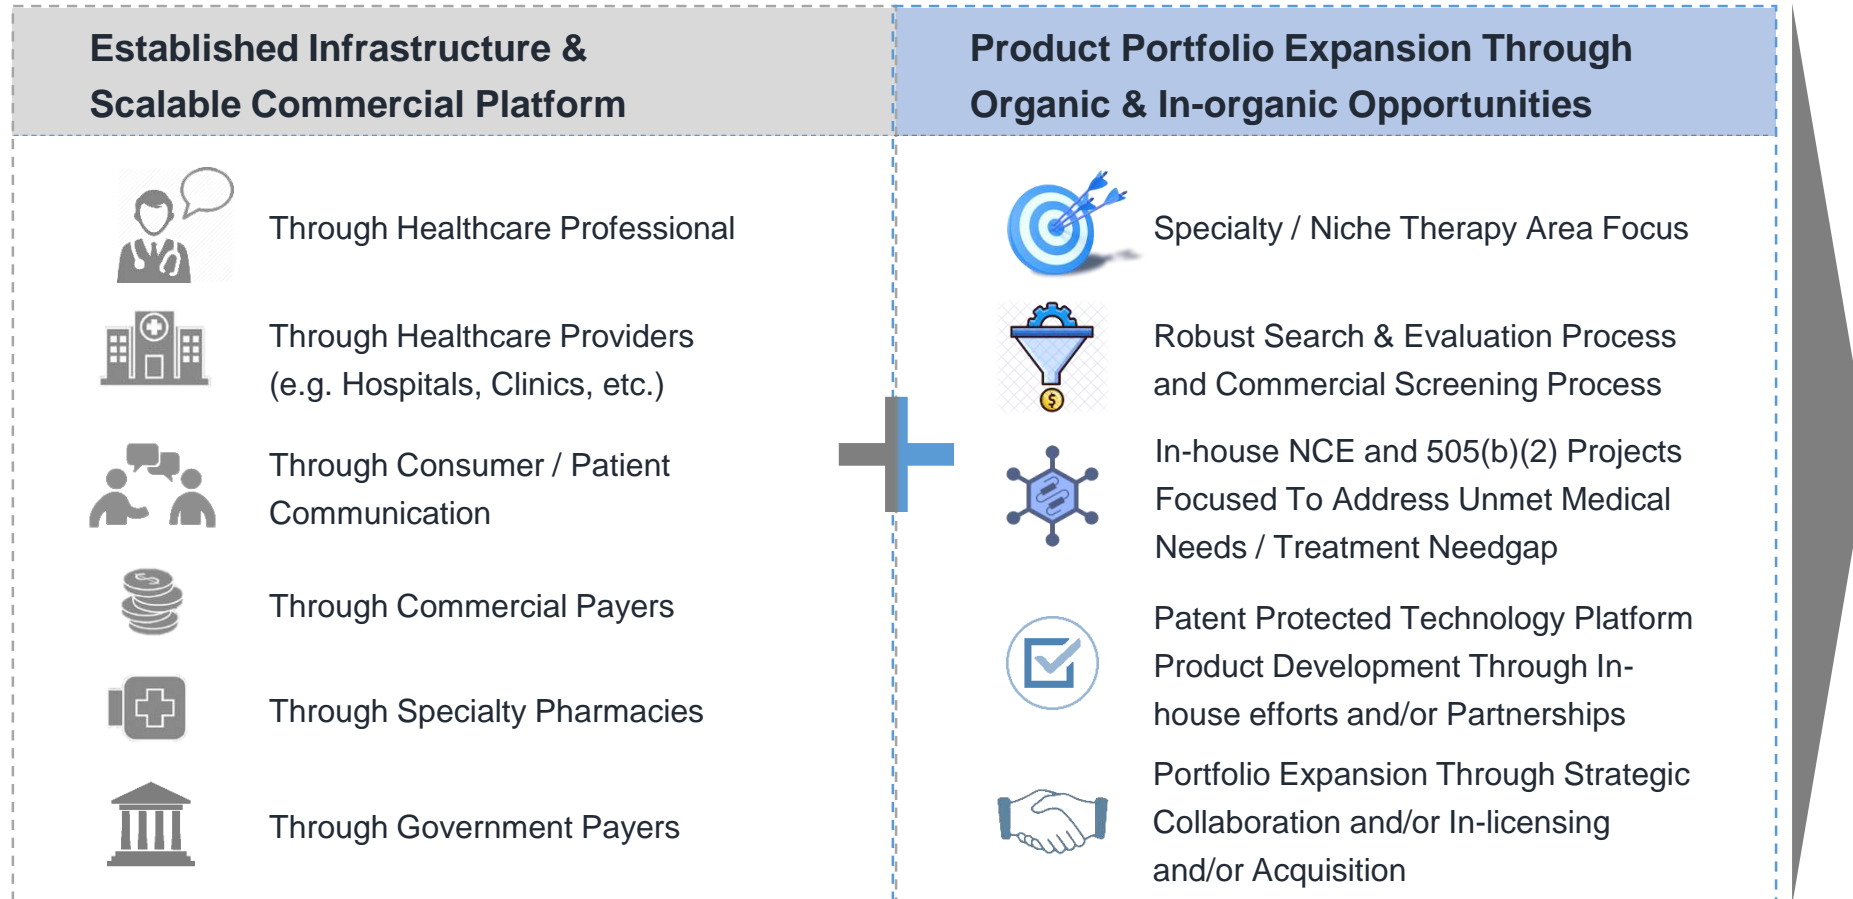 Established Infrastructure &
Scalable Commercial Platform
Through Healthcare Professional
Through Healthcare Providers
(e.g. Hospitals, Clinics, etc.)
Through Consumer / Patient
Communication
Through Commercial Payers
Through Specialty Pharmacies
Through Government Payers
Product Portfolio Expansion Through
Organic & In-organic Opportunities
Specialty / Niche Therapy Area Focus
$
Robust Search & Evaluation Process
and Commercial Screening Process
In-house NCE and 505(b)(2) Projects
Focused To Address Unmet Medical
Needs / Treatment Needgap
Patent Protected Technology Platform
Product Development Through In-
house efforts and/or Partnerships
Portfolio Expansion Through Strategic
Collaboration and/or In-licensing
and/or Acquisition